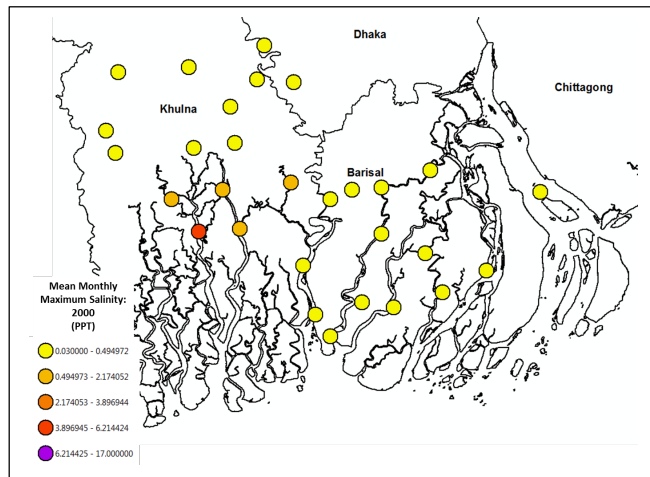 Dhaka
Chittagong
Khulna
Barisal
Mean Monthly
Maximum Salinity:
2000
(PPT)
0.030000 - 0.494972
0.494973 - 2.174052
2.174053 - 3.896944
3.896945 - 6.214424
6.214425 - 17.000000